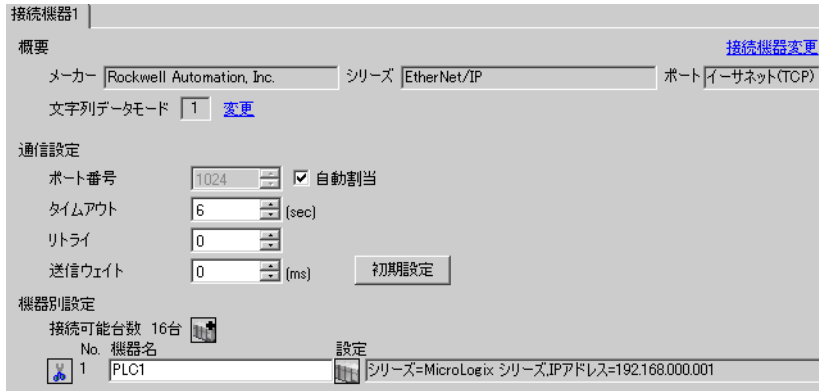 接続機器1
概要 接続機器変更
メーカー Rockwell Automation, Inc. シリーズ EtherNet/IP ポート イーサネット(TCP)
文字列データモード 1 変更
通信設定
ポート番号 1024 自動割当
タイムアウト 6 (sec)
リトライ 0
送信ウェイト 0 (ms) 初期設定
機器別設定
接続可能台数 16台
No. 機器名 設定
1 PLC1 シリーズ=MicroLogix シリーズ,IPアドレス=192.168.000.001